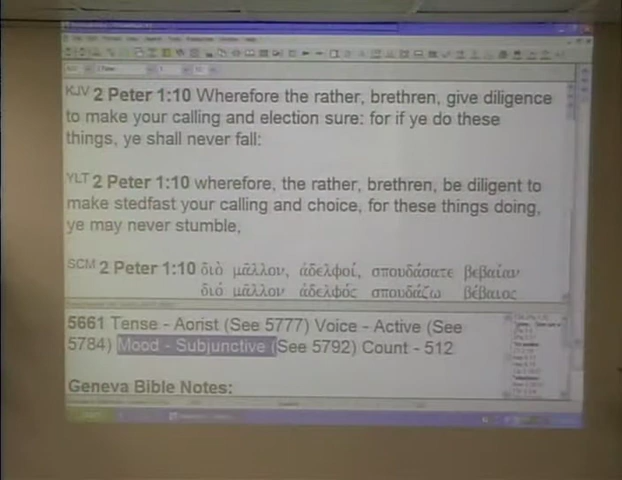 KJV 2 Peter 1:10 Wherefore the rather, brethren, give diligence
to make your calling and election sure: for if ye do these
things, ye shall never fall:
YLT 2 Peter 1:10 wherefore, the rather, brethren, be diligent to
make stedfast your calling and choice, for these things doing,
ye may never stumble,
SCM 2 Peter 1:10 διὸ μᾶλλον, ἀδελφοί, σπουδάσατε βεβαίαν
διό μᾶλλον ἀδελφός σπουδάζω βέβαιος
5661 Tense - Aorist (See 5777) Voice - Active (See
5784) Mood - Subjunctive (See 5792) Count - 512
Geneva Bible Notes: